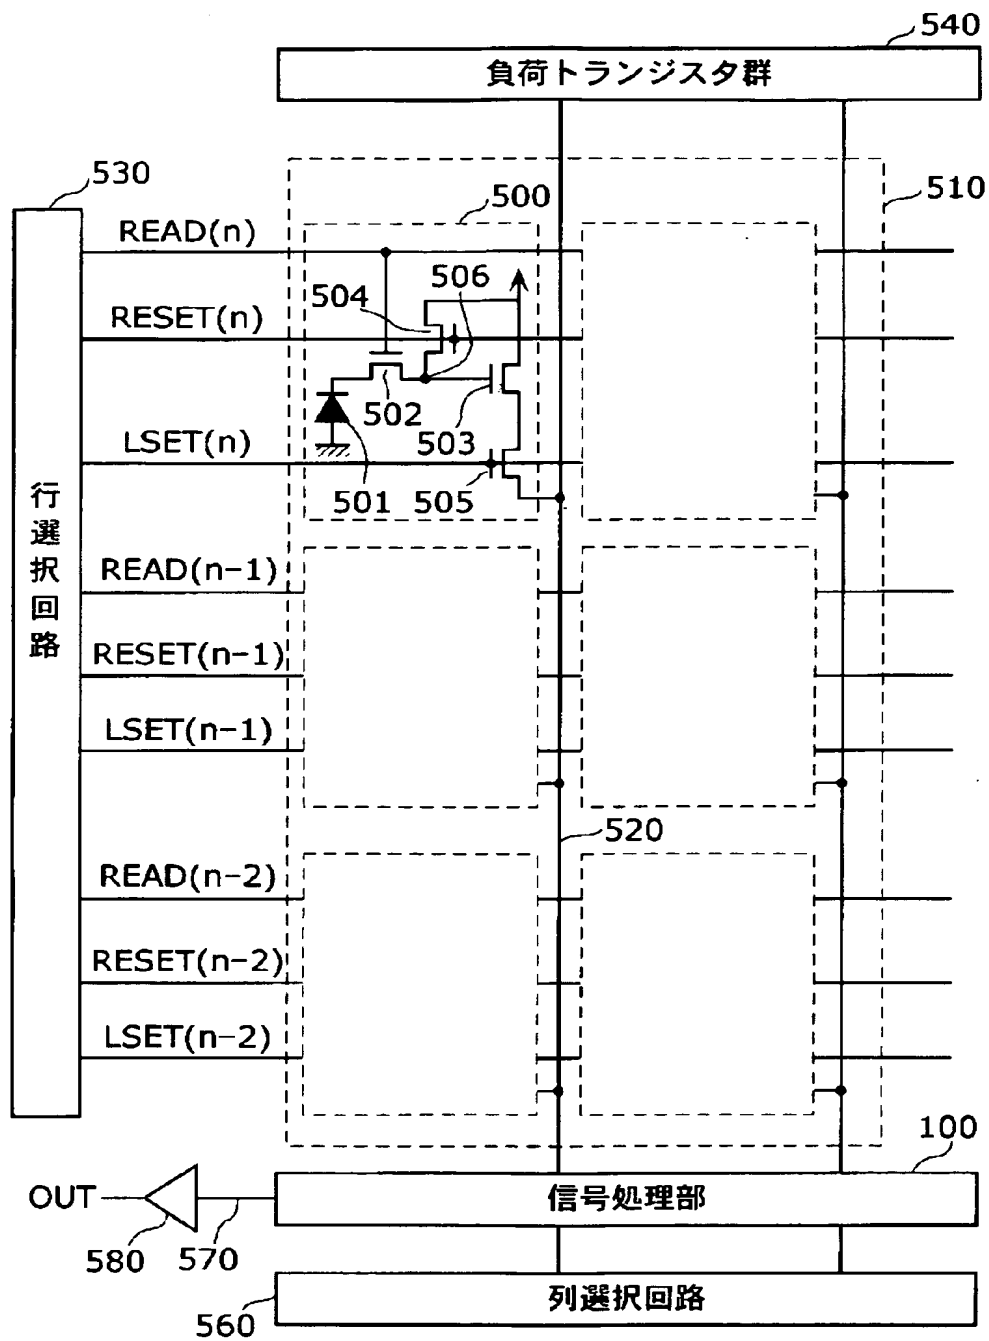 540
負荷トランジスタ群
530
510
500
READ(n)
506
504
RESET(n)
502
503
LSET(n)
501
505
行選択回路
READ(n-1)
RESET(n-1)
LSET(n-1)
520
READ(n-2)
RESET(n-2)
LSET(n-2)
100
OUT
信号処理部
580
570
列選択回路
560